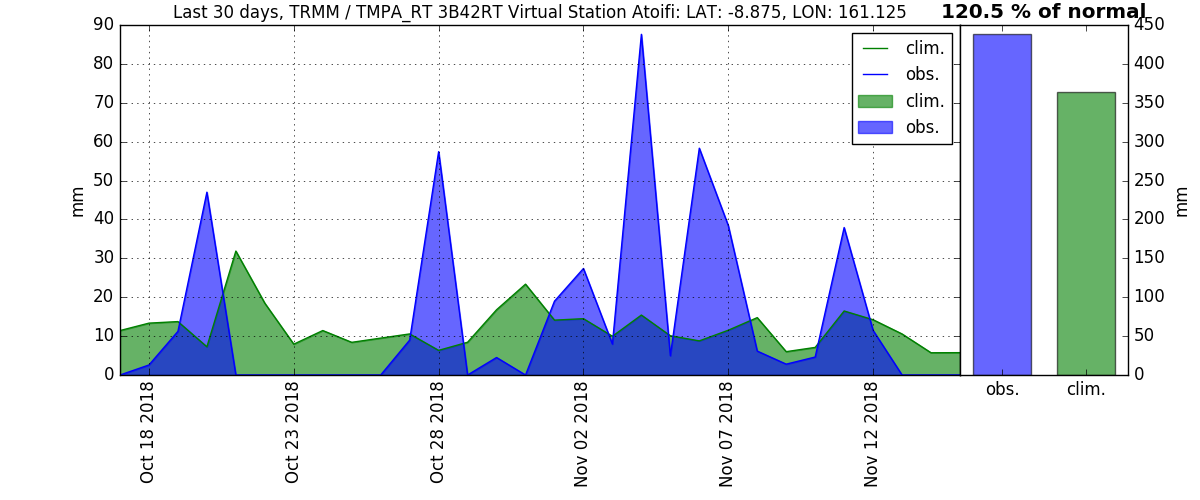 Last 30 days, TRMM / TMPA_RT 3B42RT Virtual Station Atoifi: LAT: -8.875, LON: 161.125
120.5 % of normal
90
80
70
60
50
40
30
20
10
0
mm
clim.
obs.
clim.
obs.
Oct 18 2018
Oct 23 2018
Oct 28 2018
Nov 02 2018
Nov 07 2018
Nov 12 2018
450
400
350
300
250
200
150
100
50
0
mm
obs.
clim.